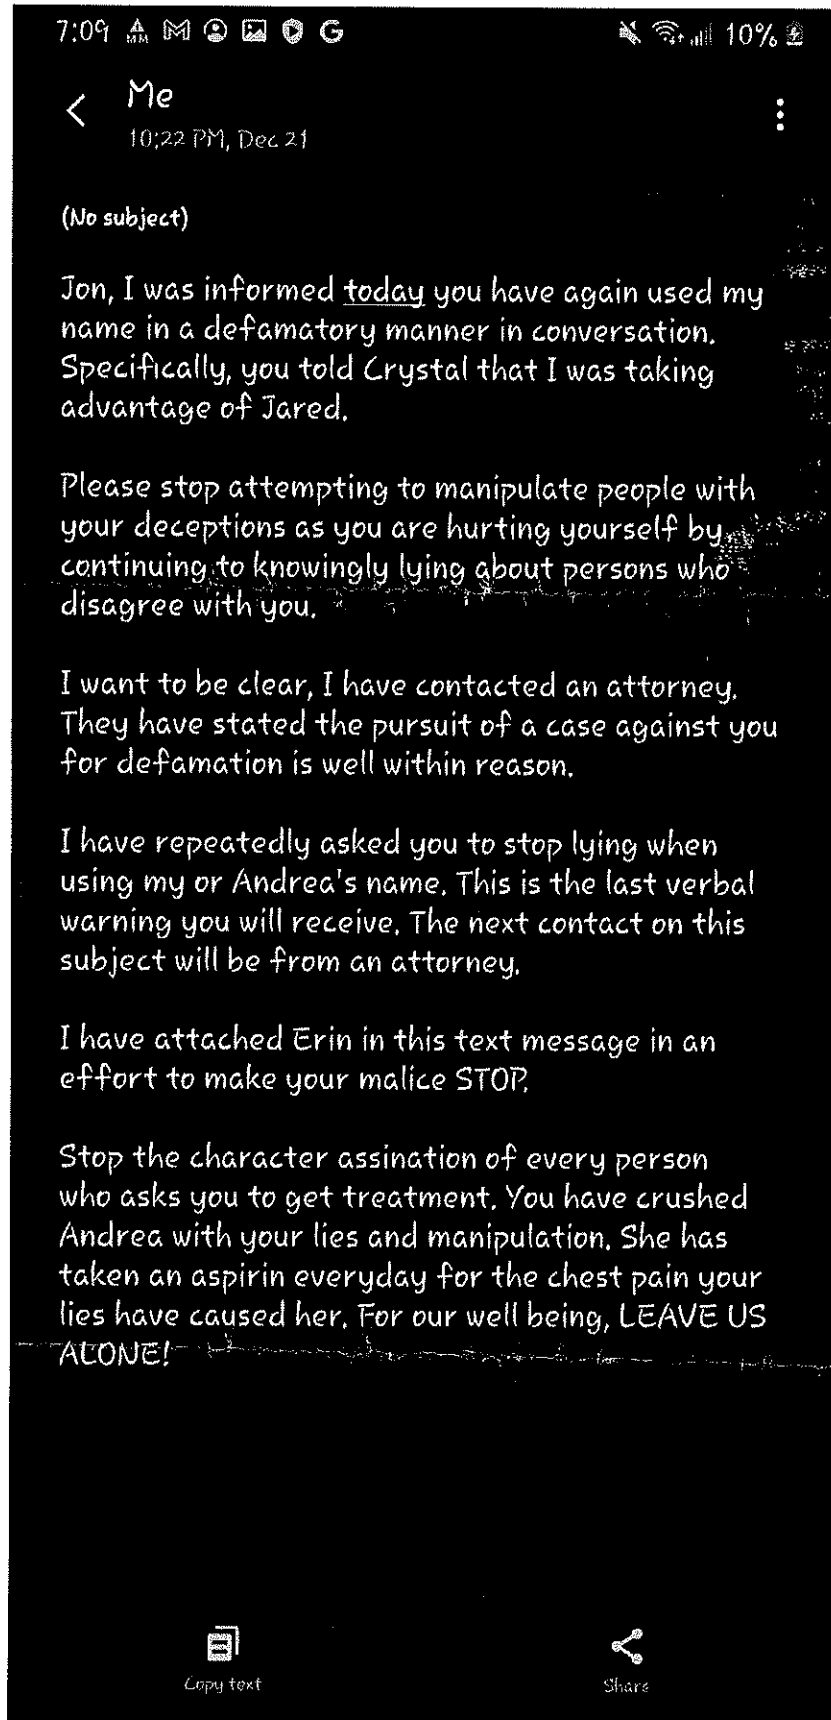 7:09 10%
Me
10:22 PM, Dec 21
(No subject)
Jon, I was informed today you have again used my
name in a defamatory manner in conversation.
Specifically, you told Crystal that I was taking
advantage of Jared.
Please stop attempting to manipulate people with
your deceptions as you are hurting yourself by
continuing to knowingly lying about persons who
disagree with you.
I want to be clear, I have contacted an attorney.
They have stated the pursuit of a case against you
for defamation is well within reason.
I have repeatedly asked you to stop lying when
using my or Andrea's name. This is the last verbal
warning you will receive. The next contact on this
subject will be from an attorney.
I have attached Erin in this text message in an
effort to make your malice STOP.
Stop the character assination of every person
who asks you to get treatment. You have crushed
Andrea with your lies and manipulation. She has
taken an aspirin everyday for the chest pain your
lies have caused her. For our well being, LEAVE US
ALONE!
Copy text Share